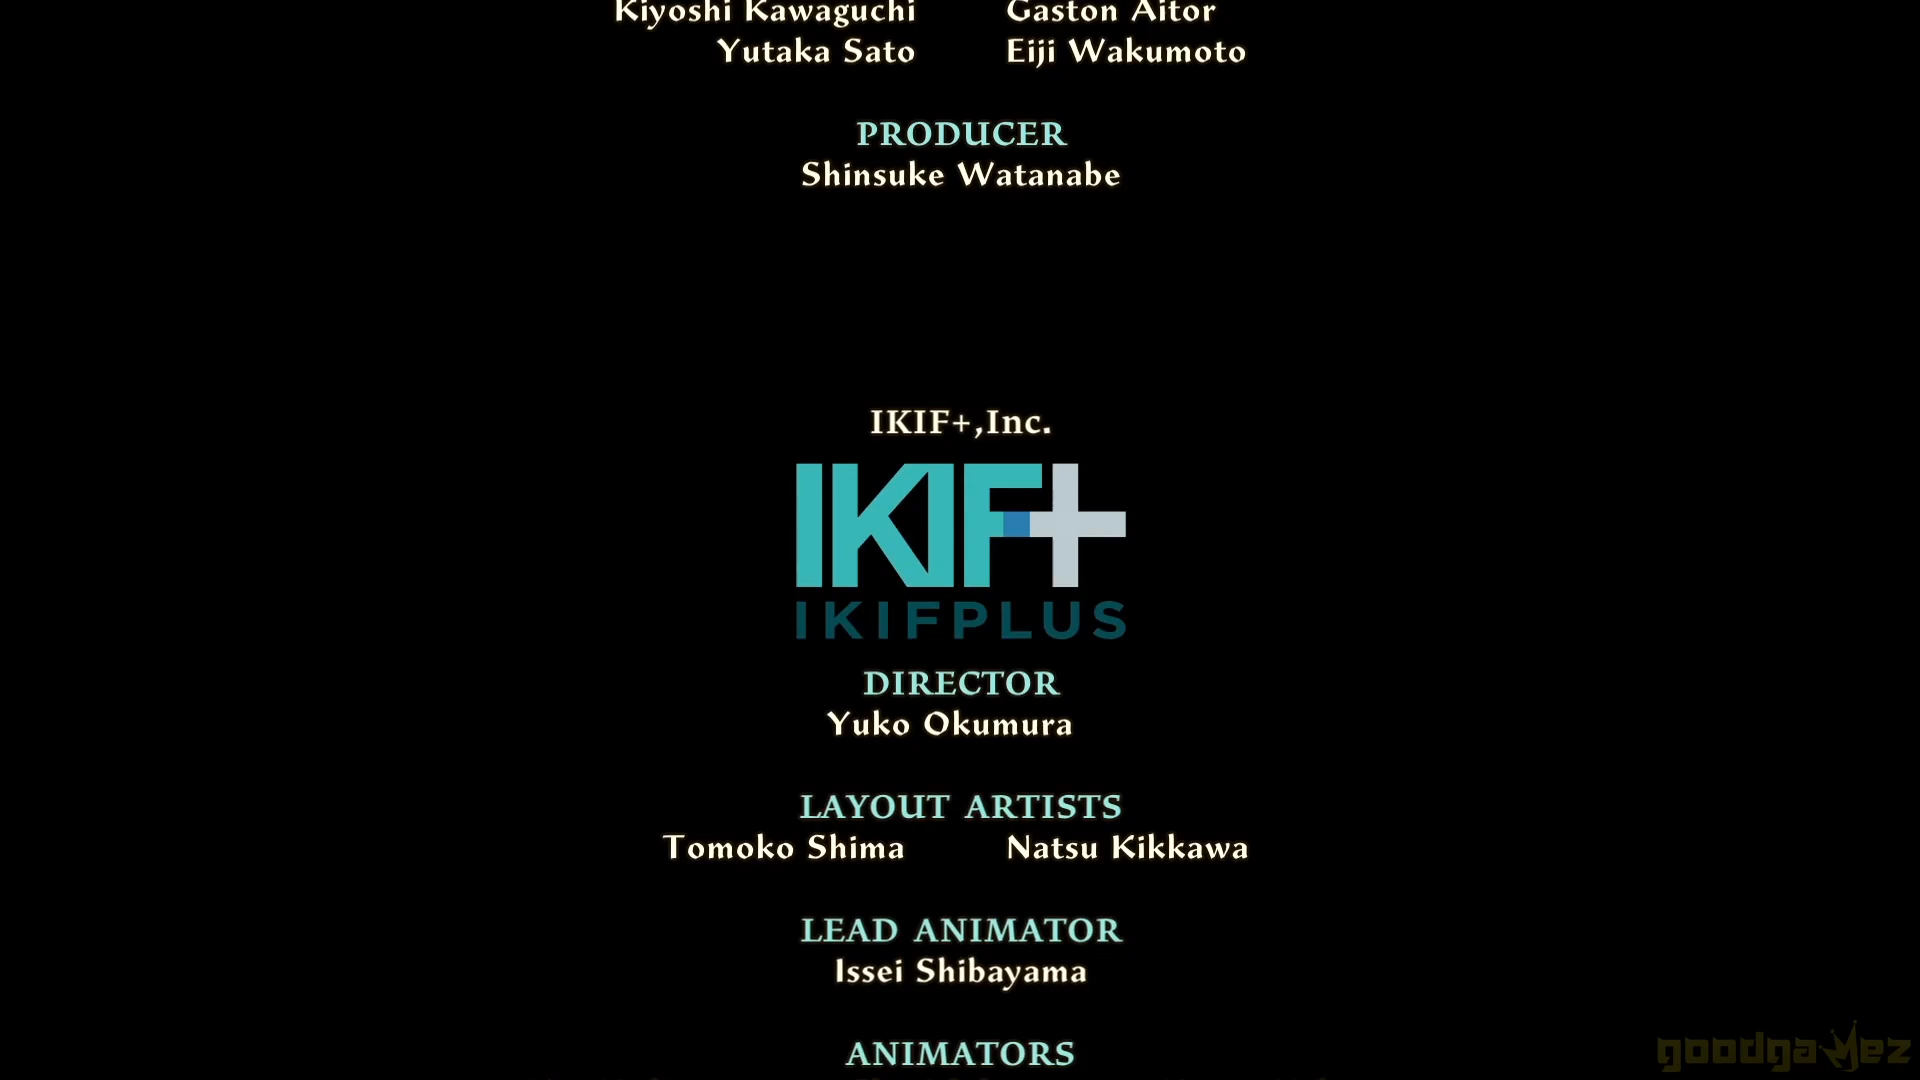 Kiyoshi Kawaguchi Gaston Aitor
Yutaka Sato Eiji Wakumoto
PRODUCER
Shinsuke Watanabe
IKIF+,Inc.
IKIF+
IKIFPLUS
DIRECTOR
Yuko Okumura
LAYOUT ARTISTS
Tomoko Shima Natsu Kikkawa
LEAD ANIMATOR
Issei Shibayama
ANIMATORS
goodgamez